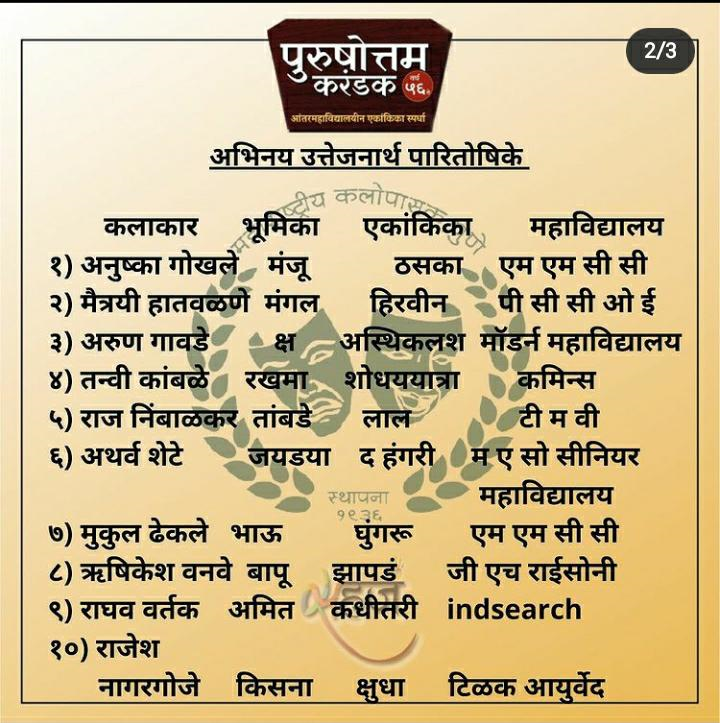 2/3
पुरुषोत्तम
करंडक वर्ष ५६.
आंतरमहाविद्यालयीन एकांकिका स्पर्धा
अभिनय उत्तेजनार्थ पारितोषिके
महाराष्ट्रीय कलोपासक पुणे
कलाकार भूमिका एकांकिका महाविद्यालय
१) अनुष्का गोखले मंजू ठसका एम एम सी सी
२) मैत्रयी हातवळणे मंगल हिरवीन पी सी सी ओ ई
३) अरुण गावडे क्ष अस्थिकलश मॉडर्न महाविद्यालय
४) तन्वी कांबळे रखमा शोधययात्रा कमिन्स
५) राज निंबाळकर तांबडे लाल टी म वी
६) अथर्व शेटे जयडया द हंगरी म ए सो सीनियर
महाविद्यालय
स्थापना
१९३६
७) मुकुल ढेकले भाऊ घुंगरू एम एम सी सी
८) ऋषिकेश वनवे बापू झापडं जी एच राईसोनी
९) राघव वर्तक अमित कधीतरी indsearch
१०) राजेश
नागरगोजे किसना क्षुधा टिळक आयुर्वेद